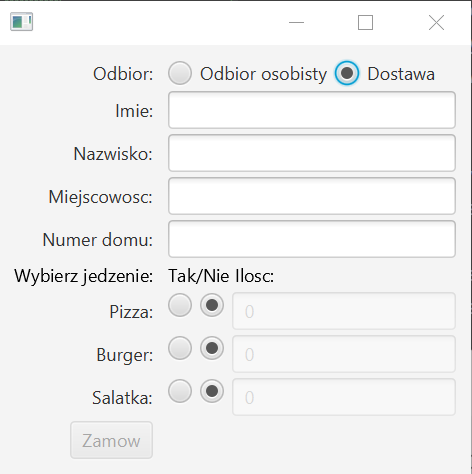 Odbior: Odbior osobisty Dostawa
Imie:
Nazwisko:
Miejscowosc:
Numer domu:
Wybierz jedzenie: Tak/Nie Ilosc:
Pizza: 0
Burger: 0
Salatka: 0
Zamow